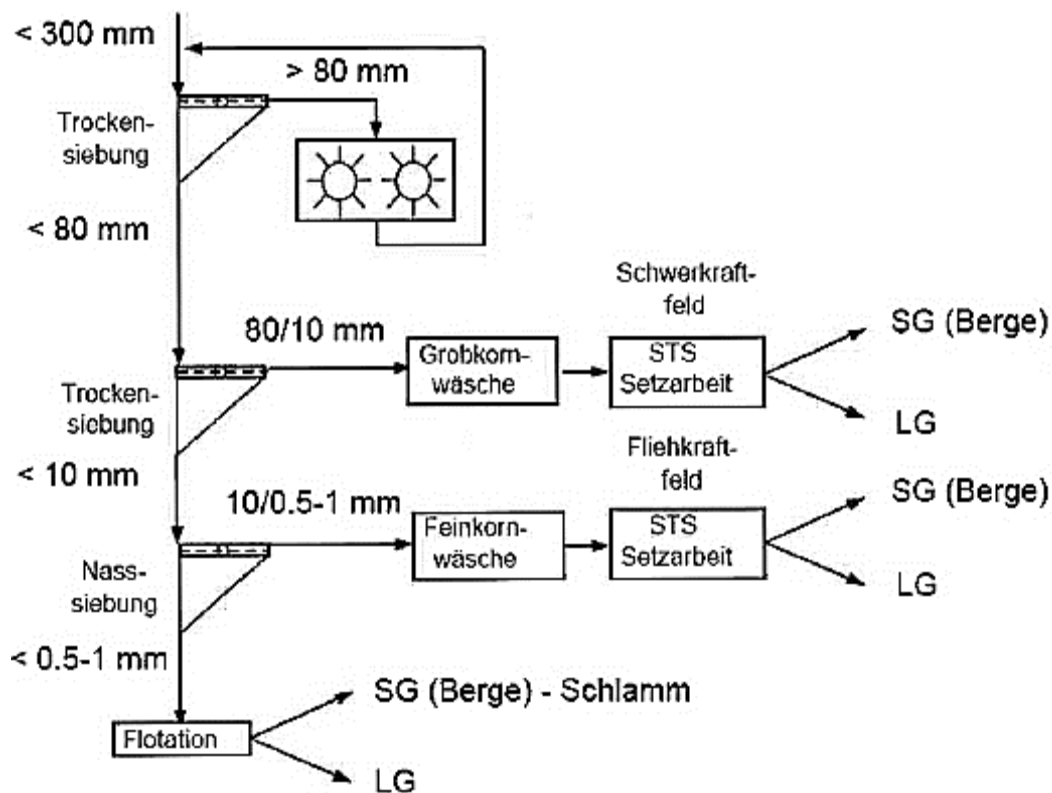 < 300 mm
> 80 mm
Trocken-
siebung
< 80 mm
80/10 mm
Grobkorn-
wäsche
Schwerkraft-
feld
STS
Setzarbeit
SG (Berge)
LG
Trocken-
siebung
< 10 mm
10/0.5-1 mm
Feinkorn-
wäsche
Fliehkraft-
feld
STS
Setzarbeit
SG (Berge)
LG
Nass-
siebung
< 0.5-1 mm
Flotation
SG (Berge) - Schlamm
LG